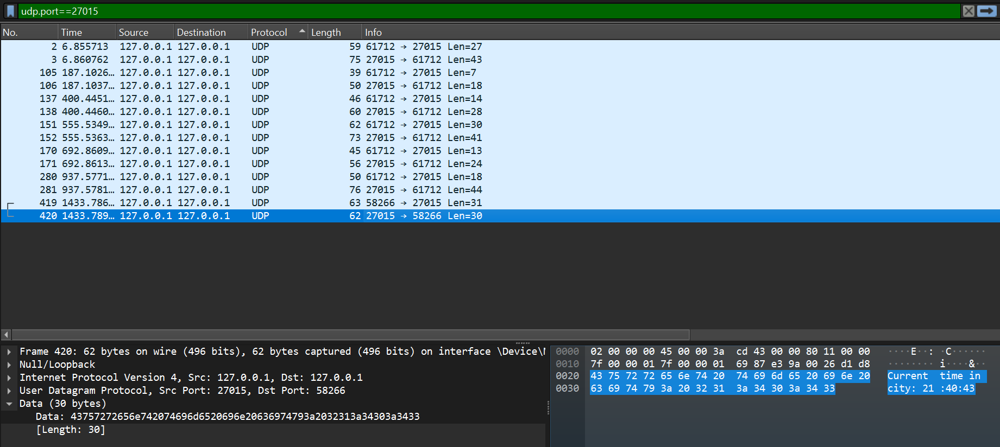 udp.port==27015
No. Time Source Destination Protocol Length Info
2 6.855713 127.0.0.1 127.0.0.1 UDP 59 61712 → 27015 Len=27
3 6.860762 127.0.0.1 127.0.0.1 UDP 75 27015 → 61712 Len=43
105 187.1026… 127.0.0.1 127.0.0.1 UDP 39 61712 → 27015 Len=7
106 187.1037… 127.0.0.1 127.0.0.1 UDP 50 27015 → 61712 Len=18
137 400.4451… 127.0.0.1 127.0.0.1 UDP 46 61712 → 27015 Len=14
138 400.4460… 127.0.0.1 127.0.0.1 UDP 60 27015 → 61712 Len=28
151 555.5349… 127.0.0.1 127.0.0.1 UDP 62 61712 → 27015 Len=30
152 555.5363… 127.0.0.1 127.0.0.1 UDP 73 27015 → 61712 Len=41
170 692.8609… 127.0.0.1 127.0.0.1 UDP 45 61712 → 27015 Len=13
171 692.8613… 127.0.0.1 127.0.0.1 UDP 56 27015 → 61712 Len=24
280 937.5771… 127.0.0.1 127.0.0.1 UDP 50 61712 → 27015 Len=18
281 937.5781… 127.0.0.1 127.0.0.1 UDP 76 27015 → 61712 Len=44
419 1433.786… 127.0.0.1 127.0.0.1 UDP 63 58266 → 27015 Len=31
420 1433.789… 127.0.0.1 127.0.0.1 UDP 62 27015 → 58266 Len=30
Frame 420: 62 bytes on wire (496 bits), 62 bytes captured (496 bits) on interface \Device\
Null/Loopback
Internet Protocol Version 4, Src: 127.0.0.1, Dst: 127.0.0.1
User Datagram Protocol, Src Port: 27015, Dst Port: 58266
Data (30 bytes)
Data: 43757272656e742074696d6520696e20636974793a2032313a34303a3433
[Length: 30]
0000 02 00 00 00 45 00 00 3a cd 43 00 00 80 11 00 00 ····E··: ·C······
0010 7f 00 00 01 7f 00 00 01 69 87 e3 9a 00 26 d1 d8 ········ i····&··
0020 43 75 72 72 65 6e 74 20 74 69 6d 65 20 69 6e 20 Current time in
0030 63 69 74 79 3a 20 32 31 3a 34 30 3a 34 33 city: 21 :40:43